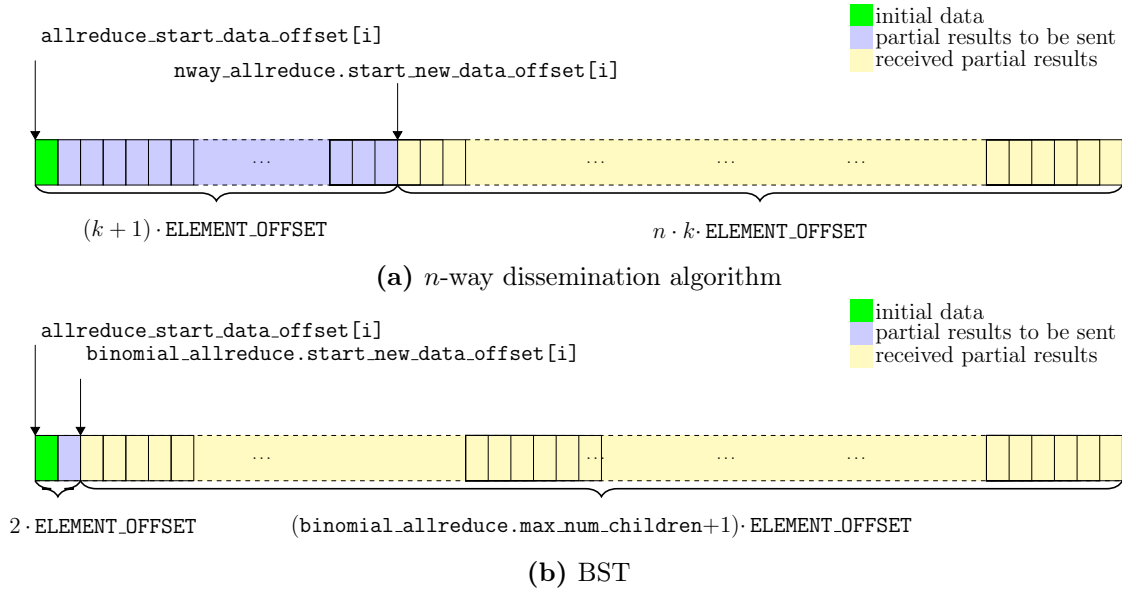 allreduce_start_data_offset[i]
initial data
partial results to be sent
received partial results
nway_allreduce.start_new_data_offset[i]
... ... ... ...
(k + 1) · ELEMENT_OFFSET
n · k · ELEMENT_OFFSET
(a) n-way dissemination algorithm
allreduce_start_data_offset[i]
initial data
partial results to be sent
received partial results
binomial_allreduce.start_new_data_offset[i]
... ... ... ...
2 · ELEMENT_OFFSET
(binomial_allreduce.max_num_children+1) · ELEMENT_OFFSET
(b) BST